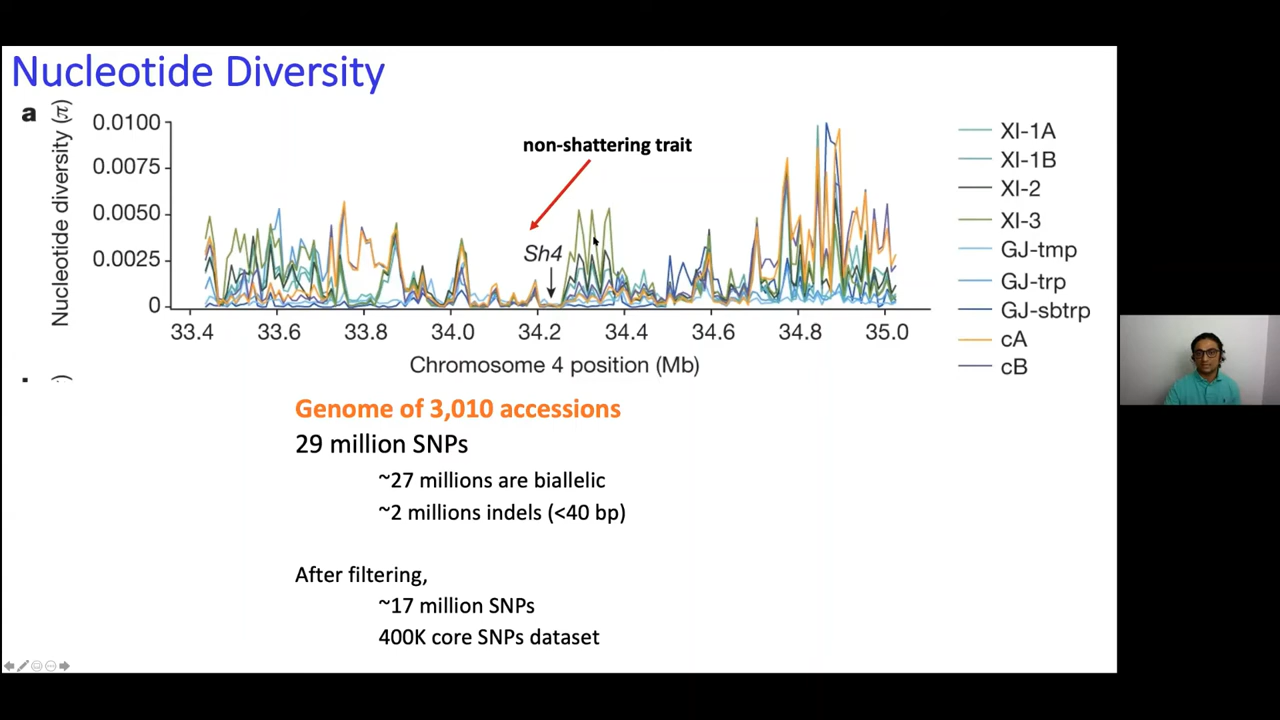 Nucleotide Diversity
a
Nucleotide diversity (π)
0.0100
0.0075
0.0050
0.0025
0
non-shattering trait
Sh4
33.4 33.6 33.8 34.0 34.2 34.4 34.6 34.8 35.0
Chromosome 4 position (Mb)
XI-1A
XI-1B
XI-2
XI-3
GJ-tmp
GJ-trp
GJ-sbtrp
cA
cB
Genome of 3,010 accessions
29 million SNPs
~27 millions are biallelic
~2 millions indels (<40 bp)
After filtering,
~17 million SNPs
400K core SNPs dataset